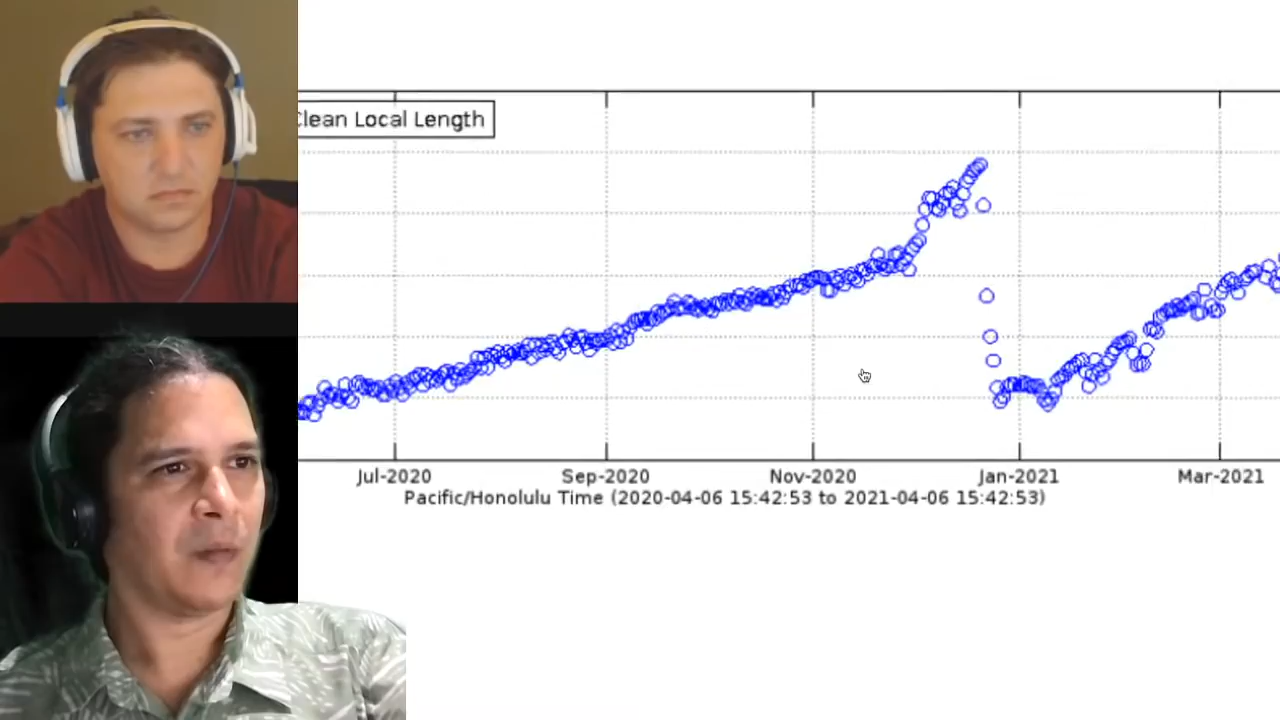 Clean Local Length
Jul-2020 Sep-2020 Nov-2020 Jan-2021 Mar-2021
Pacific/Honolulu Time (2020-04-06 15:42:53 to 2021-04-06 15:42:53)